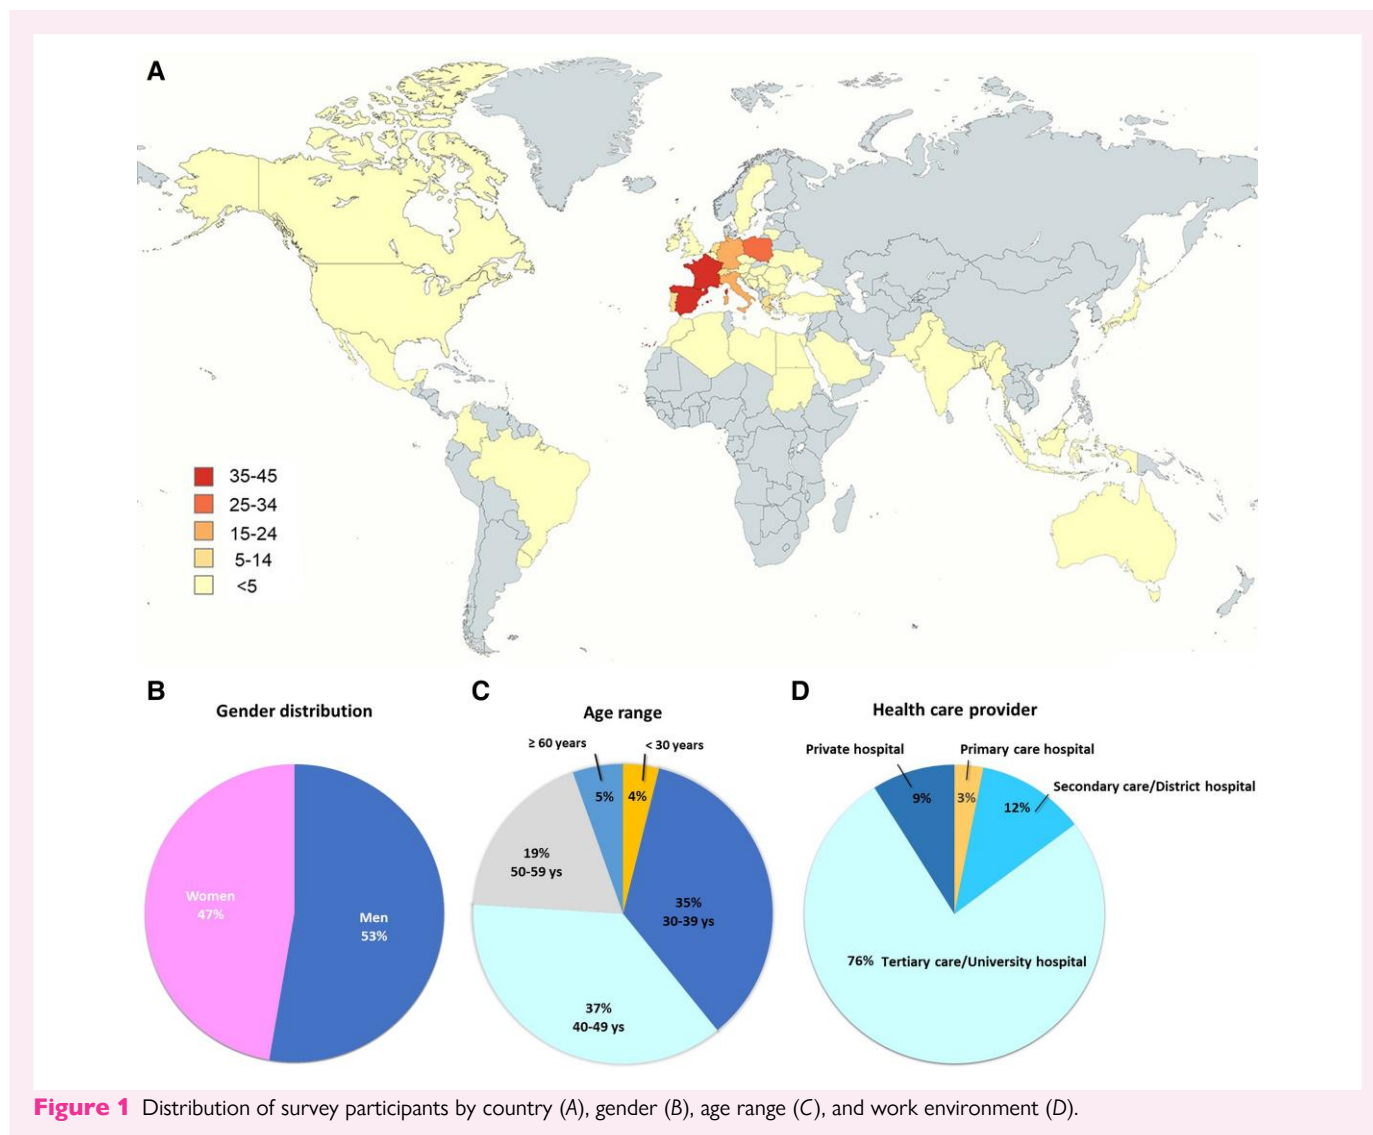 A
35-45
25-34
15-24
5-14
<5
B
Gender distribution
Women
47%
Men
53%
C
Age range
≥ 60 years
< 30 years
5%
4%
19%
50-59 ys
35%
30-39 ys
37%
40-49 ys
D
Health care provider
Private hospital
Primary care hospital
Secondary care/District hospital
9%
3%
12%
76% Tertiary care/University hospital
Figure 1 Distribution of survey participants by country (A), gender (B), age range (C), and work environment (D).